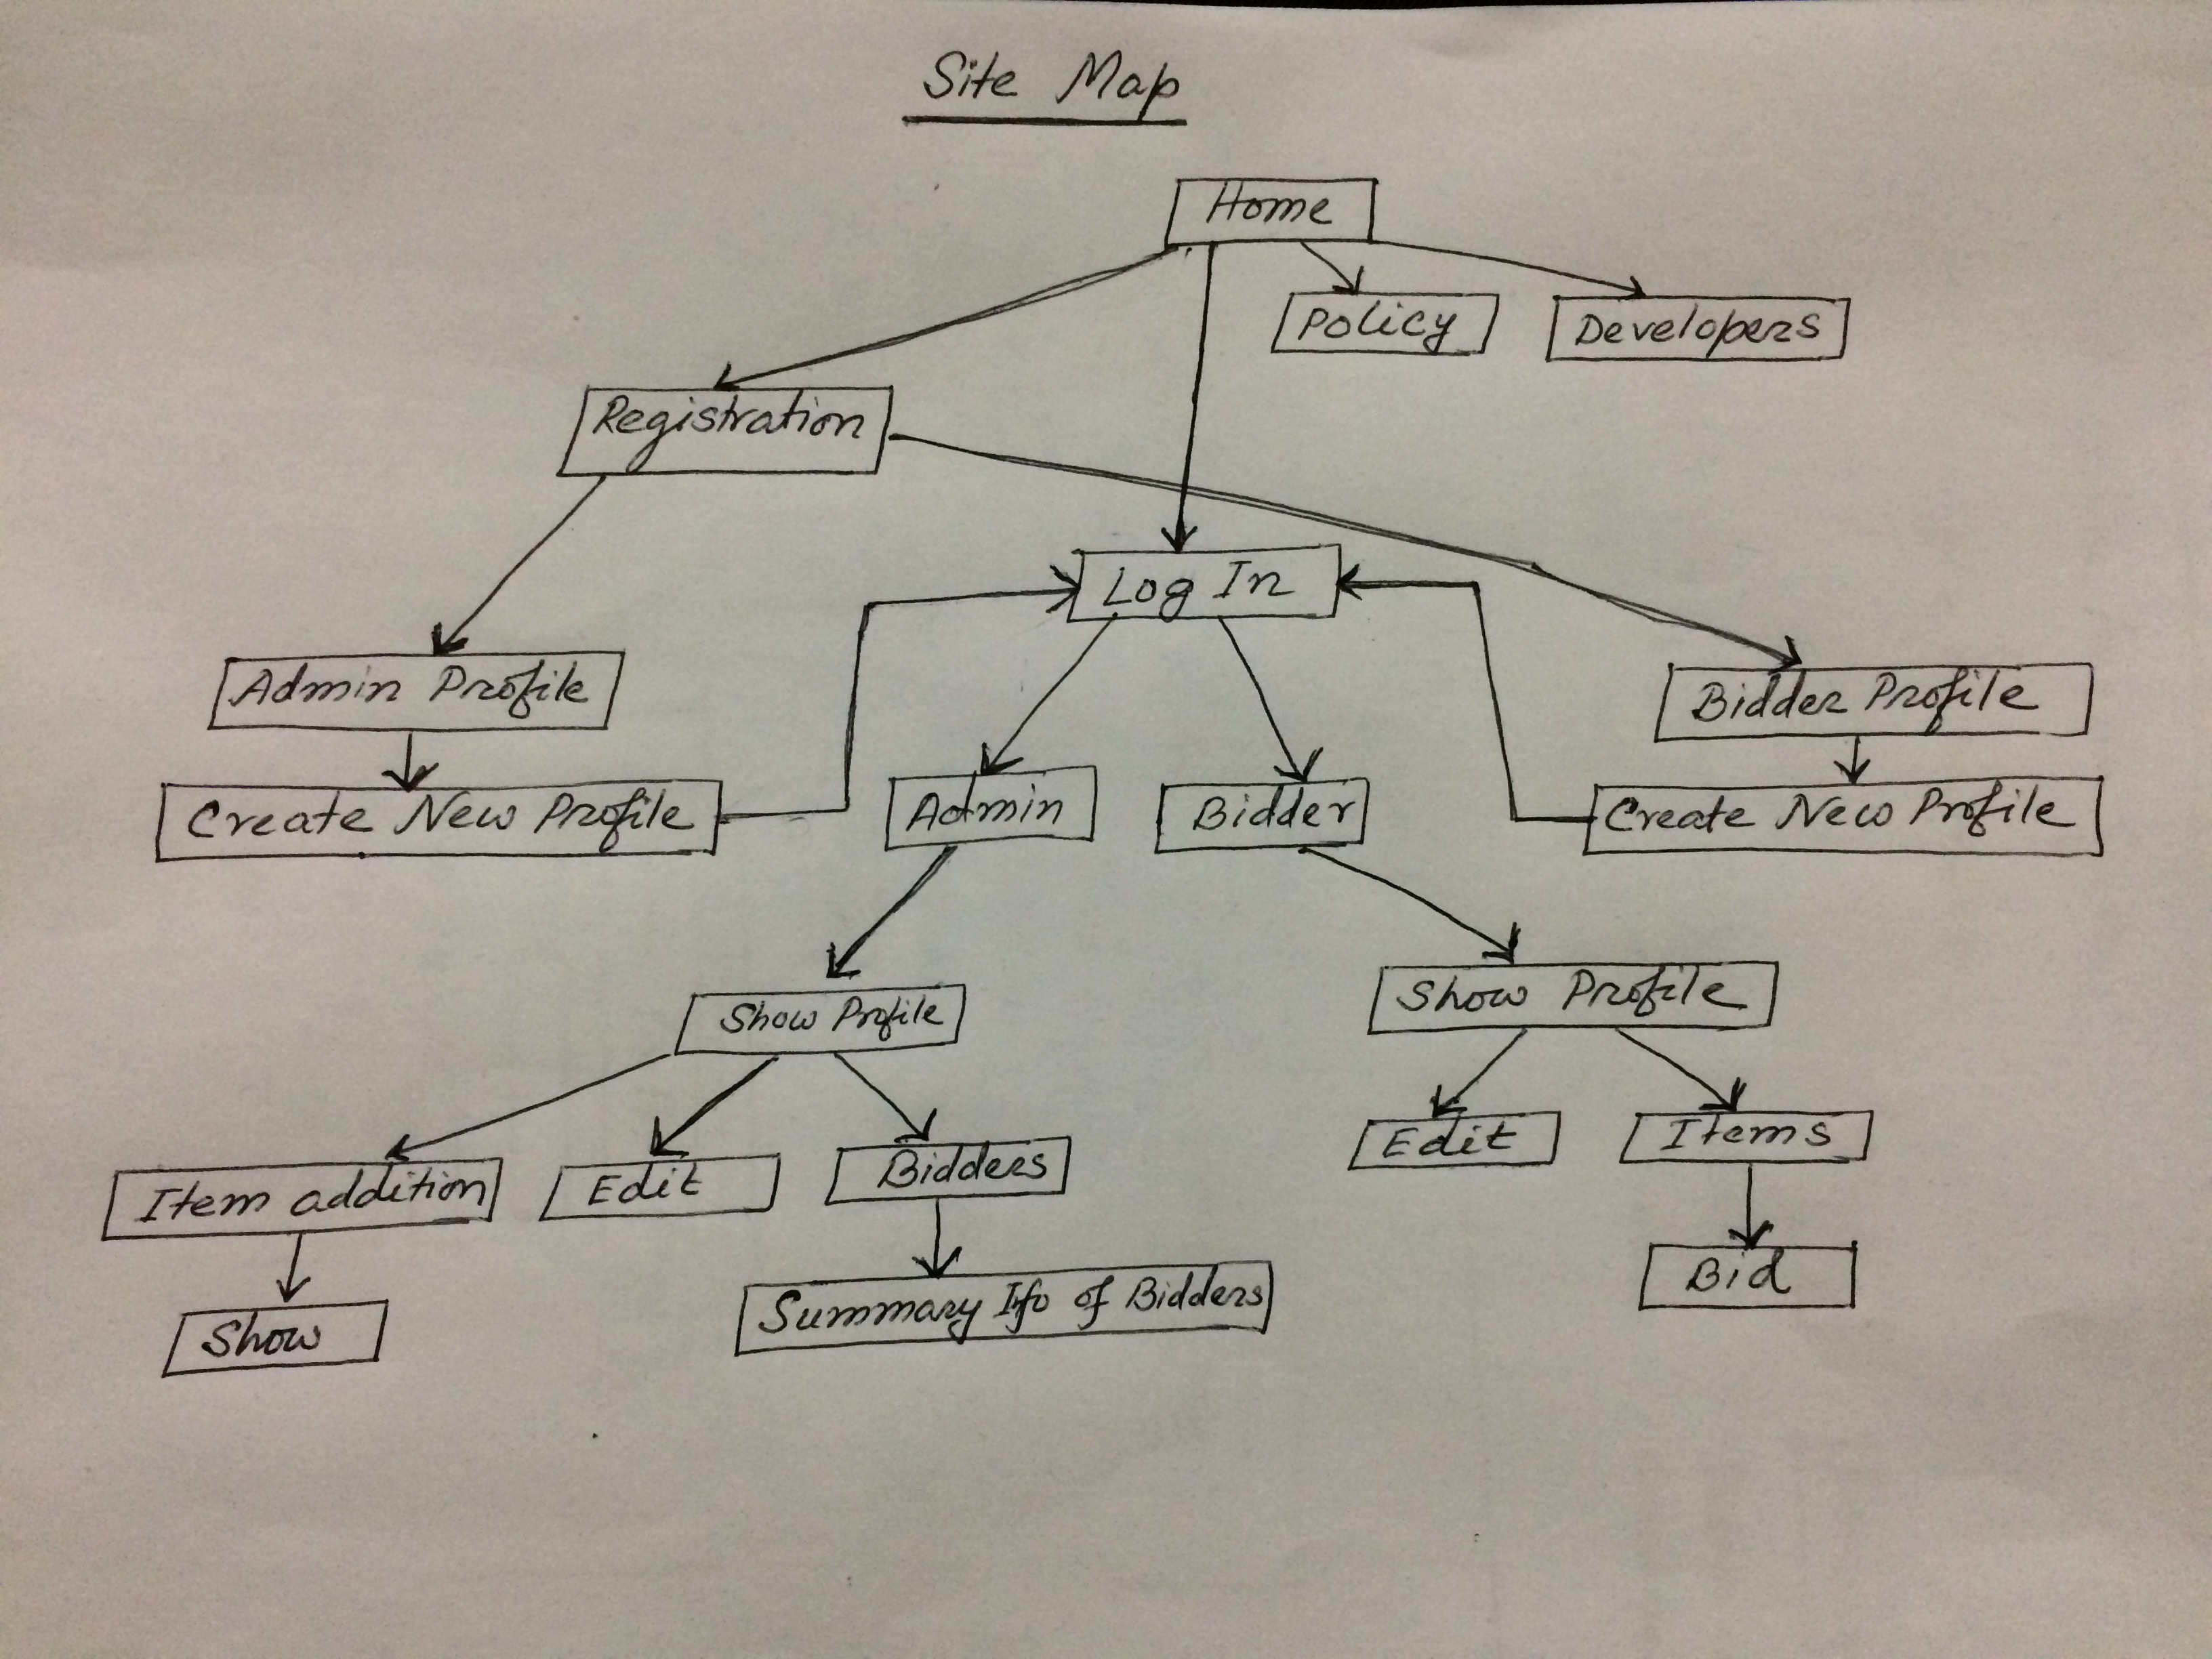 Site Map
Home
Policy
Developers
Registration
Log In
Admin Profile
Bidder Profile
Create New Profile
Admin
Bidder
Create New Profile
Show Profile
Show Profile
Item addition
Edit
Bidders
Edit
Items
Show
Summary Ifo of Bidders
Bid